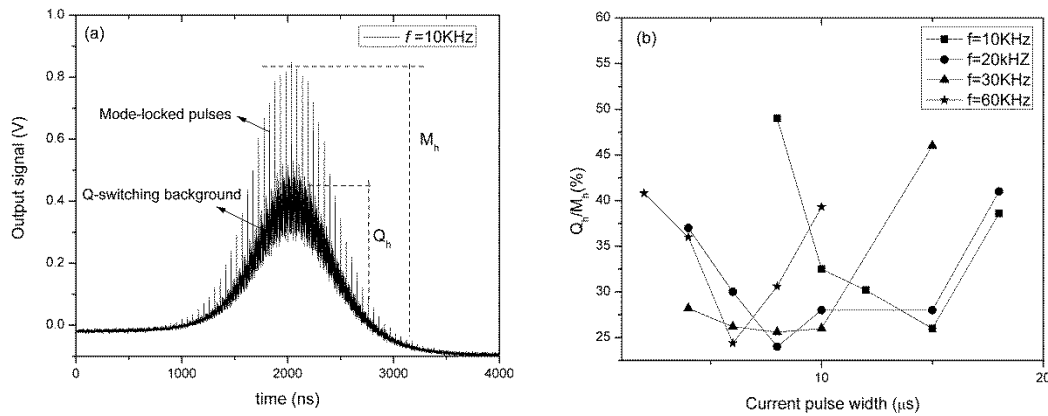 (a)
f =10KHz
Mode-locked pulses
Q-switching background
M_h
Q_h
Output signal (V)
1.0
0.8
0.6
0.4
0.2
0.0
0
1000
2000
3000
4000
time (ns)
(b)
f=10KHz
f=20kHZ
f=30KHz
f=60KHz
Q_h/M_h(%)
60
55
50
45
40
35
30
25
10
20
Current pulse width (μs)